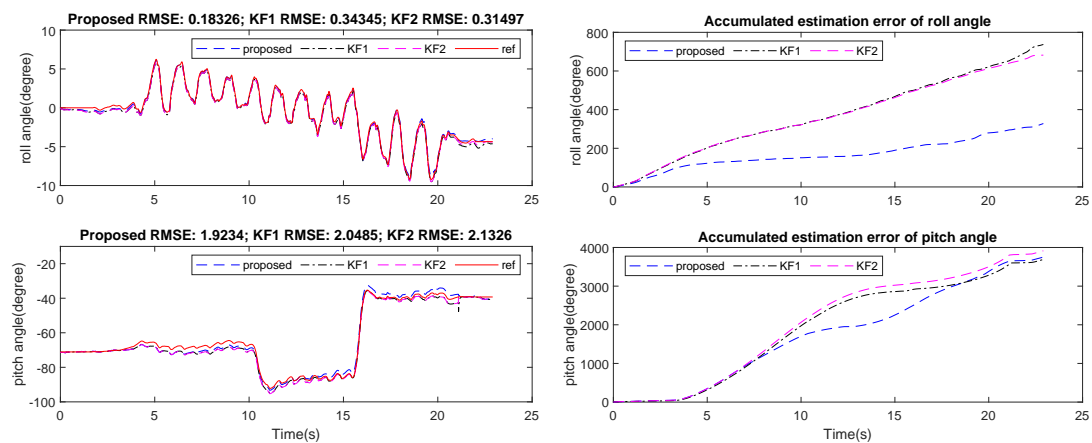 Proposed RMSE: 0.18326; KF1 RMSE: 0.34345; KF2 RMSE: 0.31497
roll angle(degree)
10
5
0
-5
-10
proposed KF1 KF2 ref
0 5 10 15 20 25
Accumulated estimation error of roll angle
roll angle(degree)
800
600
400
200
0
proposed KF1 KF2
0 5 10 15 20 25
Proposed RMSE: 1.9234; KF1 RMSE: 2.0485; KF2 RMSE: 2.1326
pitch angle(degree)
-20
-40
-60
-80
-100
proposed KF1 KF2 ref
0 5 10 15 20 25
Time(s)
Accumulated estimation error of pitch angle
pitch angle(degree)
4000
3000
2000
1000
0
proposed KF1 KF2
0 5 10 15 20 25
Time(s)